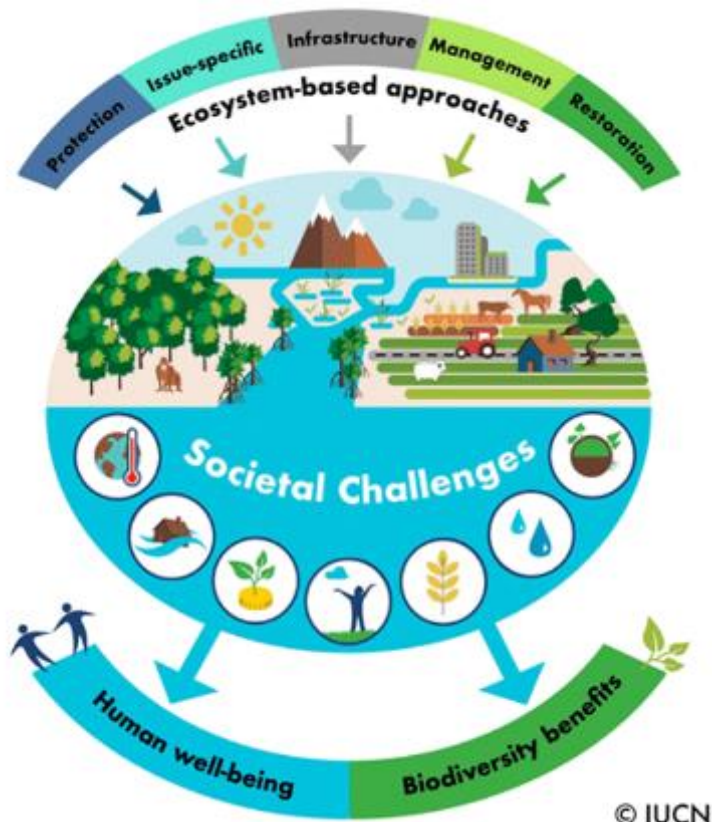 Protection
Issue-specific
Infrastructure
Management
Restoration
Ecosystem-based approaches
Societal Challenges
Human well-being
Biodiversity benefits
© IUCN